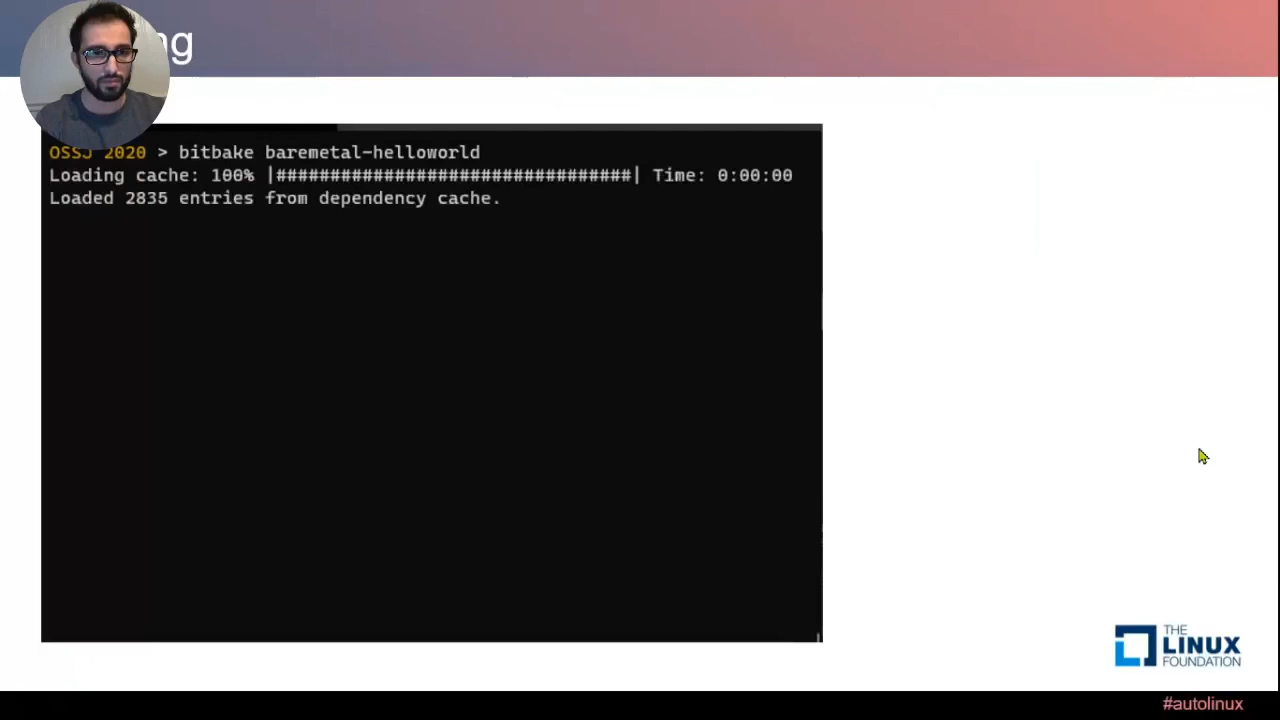 OSSJ 2020 > bitbake baremetal-helloworld
Loading cache: 100% |#################################| Time: 0:00:00
Loaded 2835 entries from dependency cache.
THE
LINUX
FOUNDATION
#autolinux